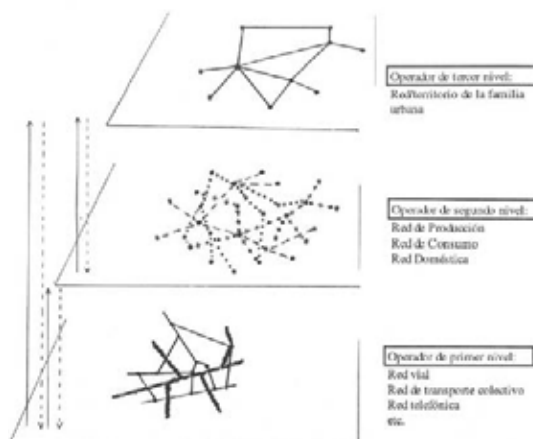 Operador de tercer nivel:
Red/territorio de la familia
urbana
Operador de segundo nivel:
Red de Producción
Red de Consumo
Red Doméstica
Operador de primer nivel:
Red vial
Red de transporte colectivo
Red telefónica
etc.